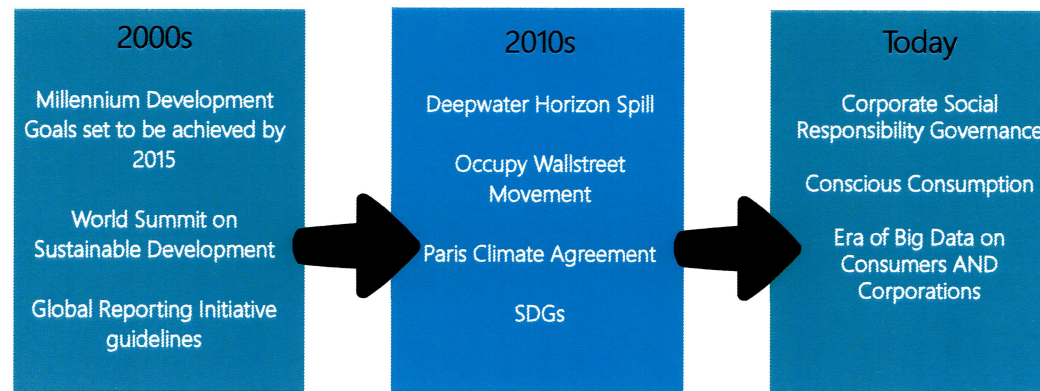 2000s
Millennium Development
Goals set to be achieved by
2015
World Summit on
Sustainable Development
Global Reporting Initiative
guidelines
2010s
Deepwater Horizon Spill
Occupy Wallstreet
Movement
Paris Climate Agreement
SDGs
Today
Corporate Social
Responsibility Governance
Conscious Consumption
Era of Big Data on
Consumers AND
Corporations